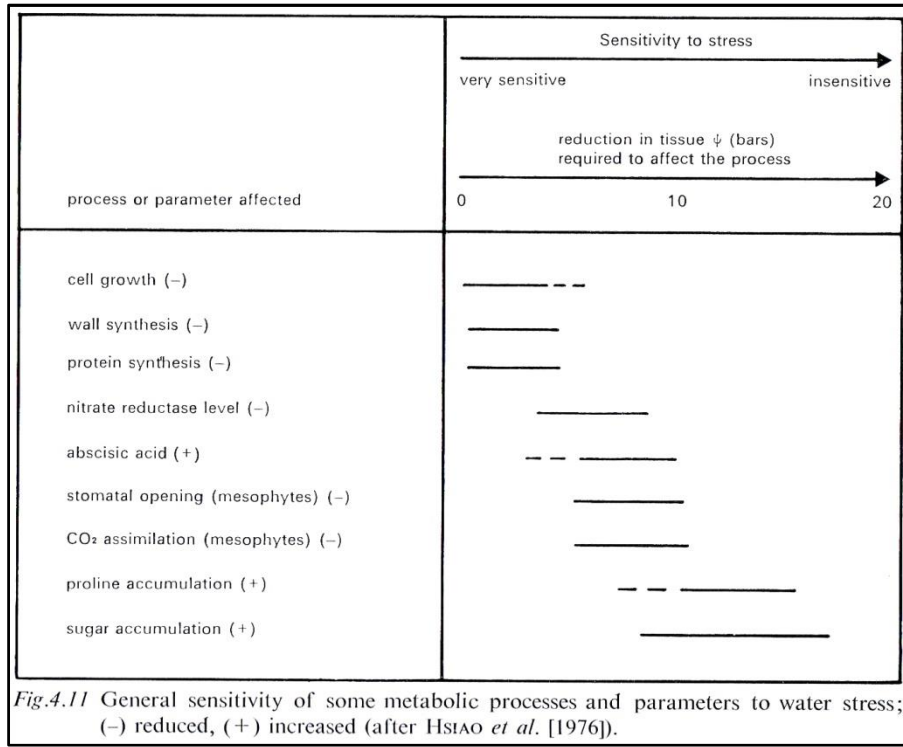 Sensitivity to stress
very sensitive insensitive
reduction in tissue ψ (bars)
required to affect the process
process or parameter affected 0 10 20
cell growth (–)
wall synthesis (–)
protein synthesis (–)
nitrate reductase level (–)
abscisic acid (+)
stomatal opening (mesophytes) (–)
CO₂ assimilation (mesophytes) (–)
proline accumulation (+)
sugar accumulation (+)
Fig.4.11 General sensitivity of some metabolic processes and parameters to water stress;
(–) reduced, (+) increased (after HSIAO et al. [1976]).